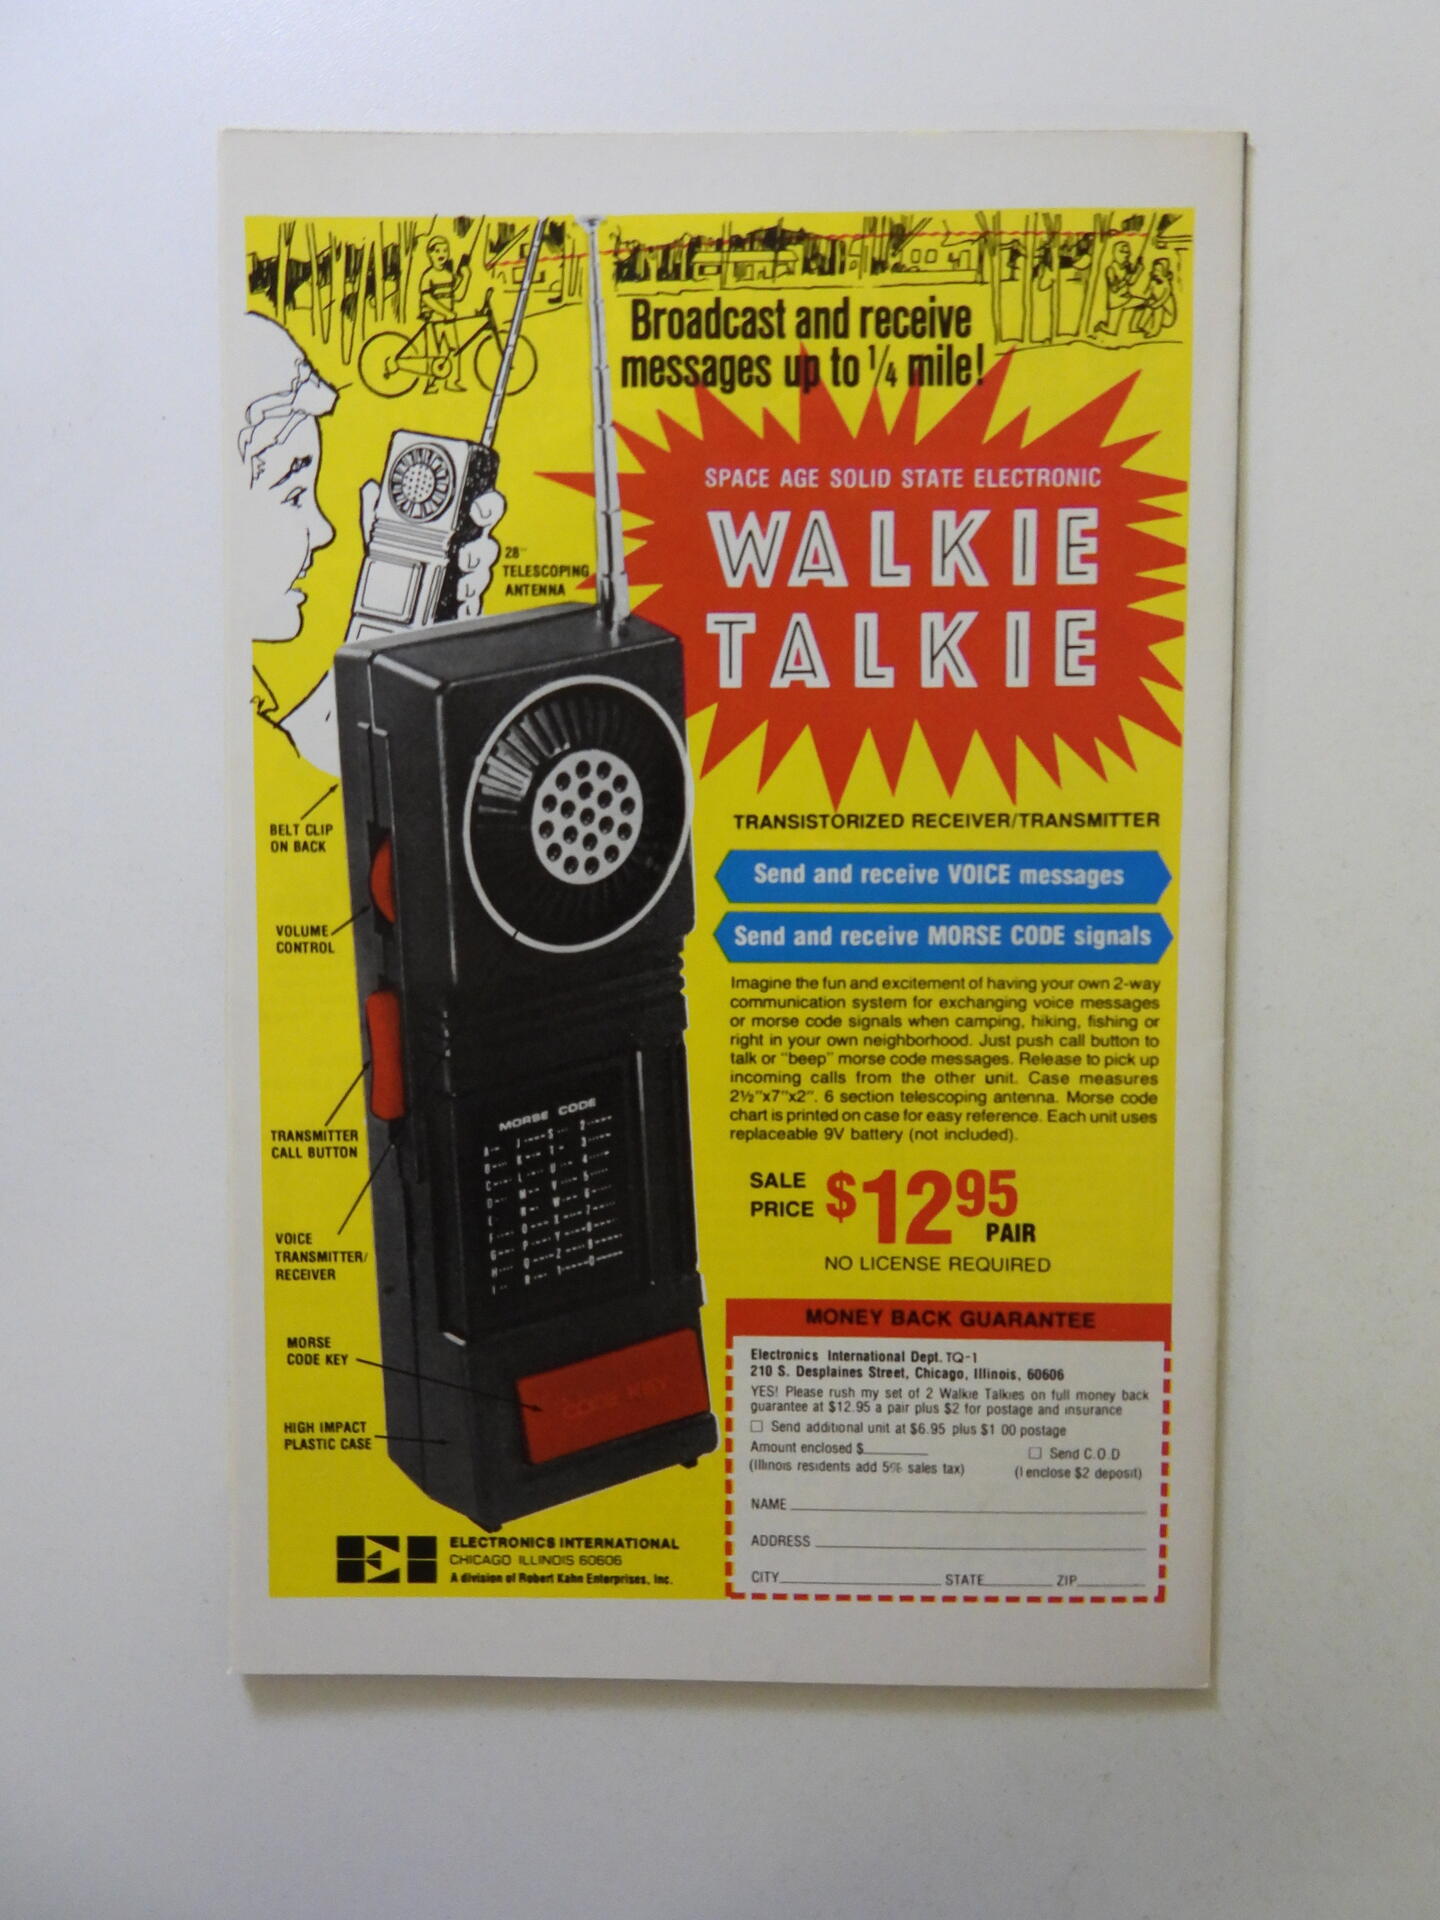 Broadcast and receive
messages up to 1/4 mile!
SPACE AGE SOLID STATE ELECTRONIC
WALKIE
TALKIE
28"
TELESCOPING
ANTENNA
BELT CLIP
ON BACK
VOLUME
CONTROL
TRANSMITTER
CALL BUTTON
VOICE
TRANSMITTER/
RECEIVER
MORSE
CODE KEY
HIGH IMPACT
PLASTIC CASE
MORSE CODE
CODE KEY
TRANSISTORIZED RECEIVER/TRANSMITTER
Send and receive VOICE messages
Send and receive MORSE CODE signals
Imagine the fun and excitement of having your own 2-way
communication system for exchanging voice messages
or morse code signals when camping, hiking, fishing or
right in your own neighborhood. Just push call button to
talk or "beep" morse code messages. Release to pick up
incoming calls from the other unit. Case measures
2½"x7"x2". 6 section telescoping antenna. Morse code
chart is printed on case for easy reference. Each unit uses
replaceable 9V battery (not included).
SALE
PRICE $12 95
PAIR
NO LICENSE REQUIRED
MONEY BACK GUARANTEE
Electronics International Dept. TQ-1
210 S. Desplaines Street, Chicago, Illinois, 60606
YES! Please rush my set of 2 Walkie Talkies on full money back
guarantee at $12.95 a pair plus $2 for postage and insurance
☐ Send additional unit at $6.95 plus $1 00 postage
Amount enclosed $________ ☐ Send C.O.D
(Illinois residents add 5% sales tax) (I enclose $2 deposit)
NAME
ADDRESS
CITY STATE ZIP
EI
ELECTRONICS INTERNATIONAL
CHICAGO ILLINOIS 60606
A division of Robert Kahn Enterprises, Inc.